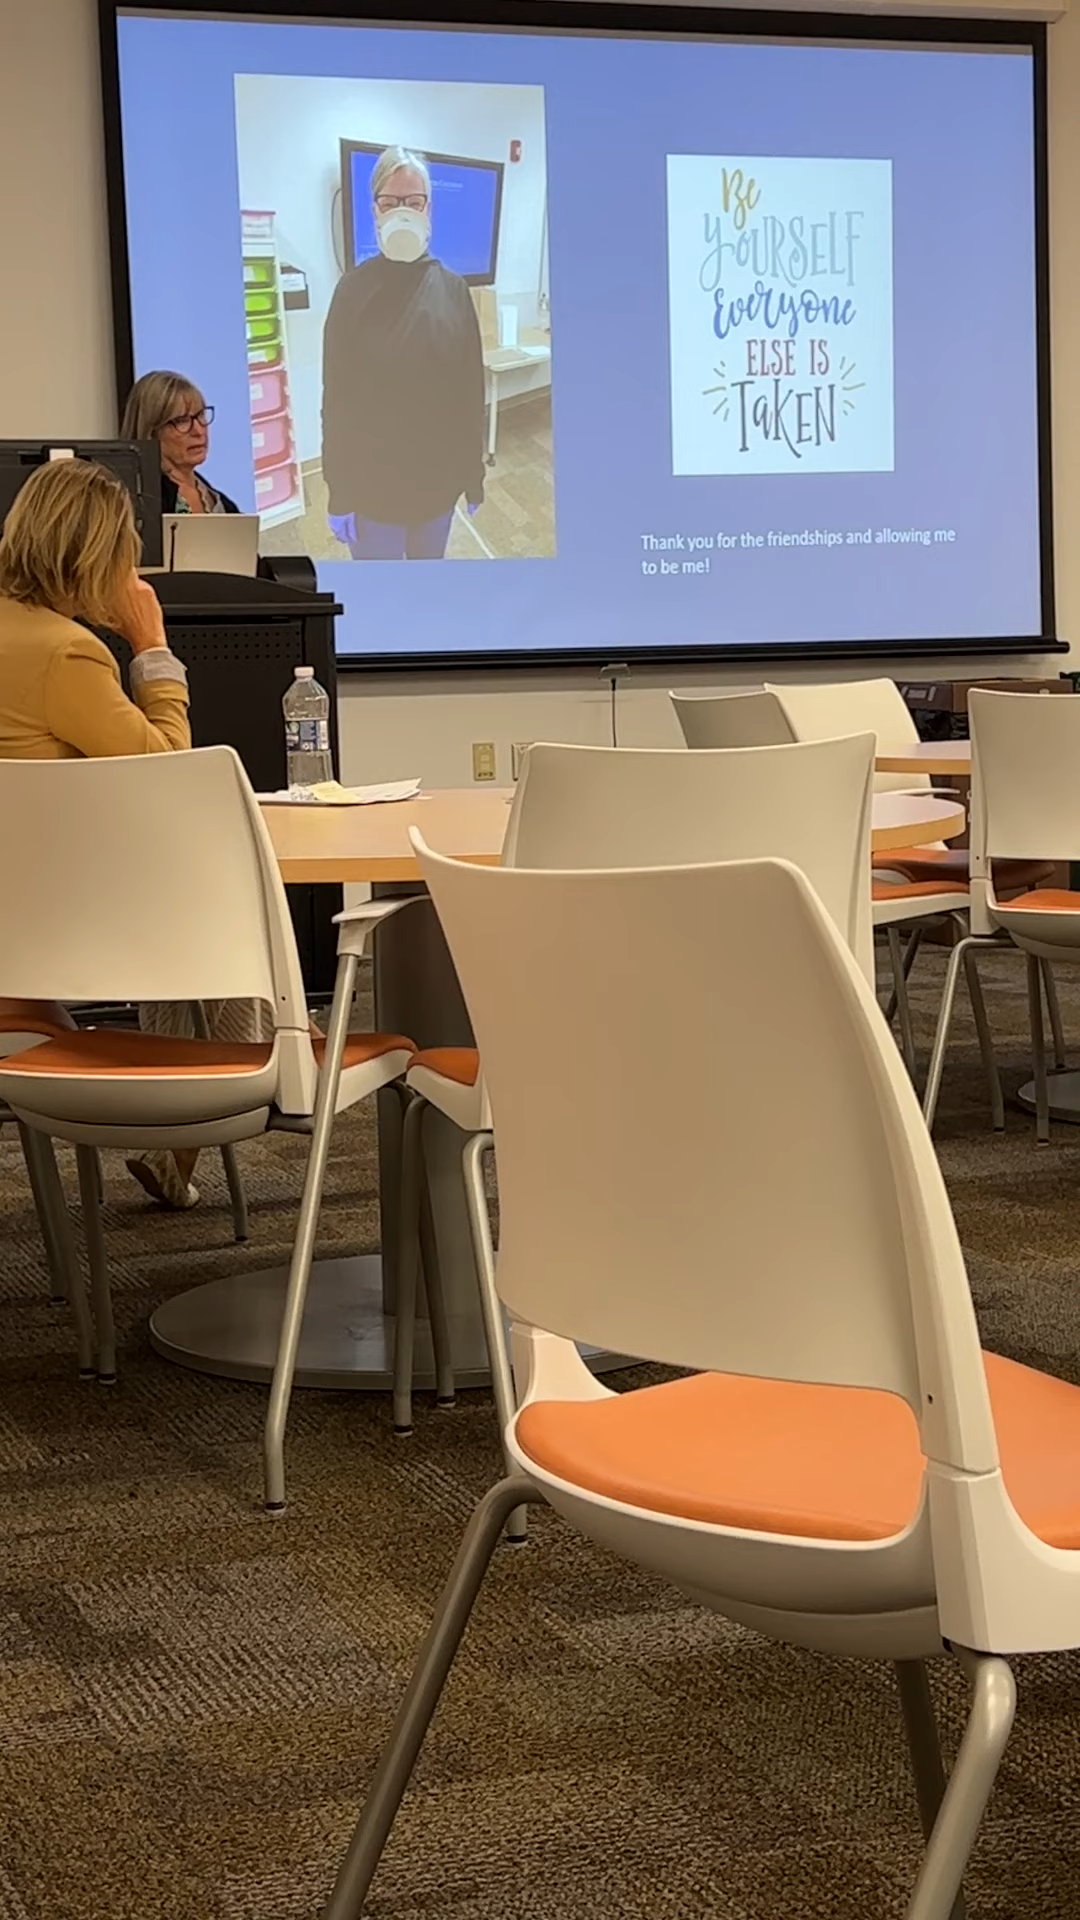 Be
YOURSELF
Everyone
ELSE IS
TAKEN
Thank you for the friendships and allowing me
to be me!